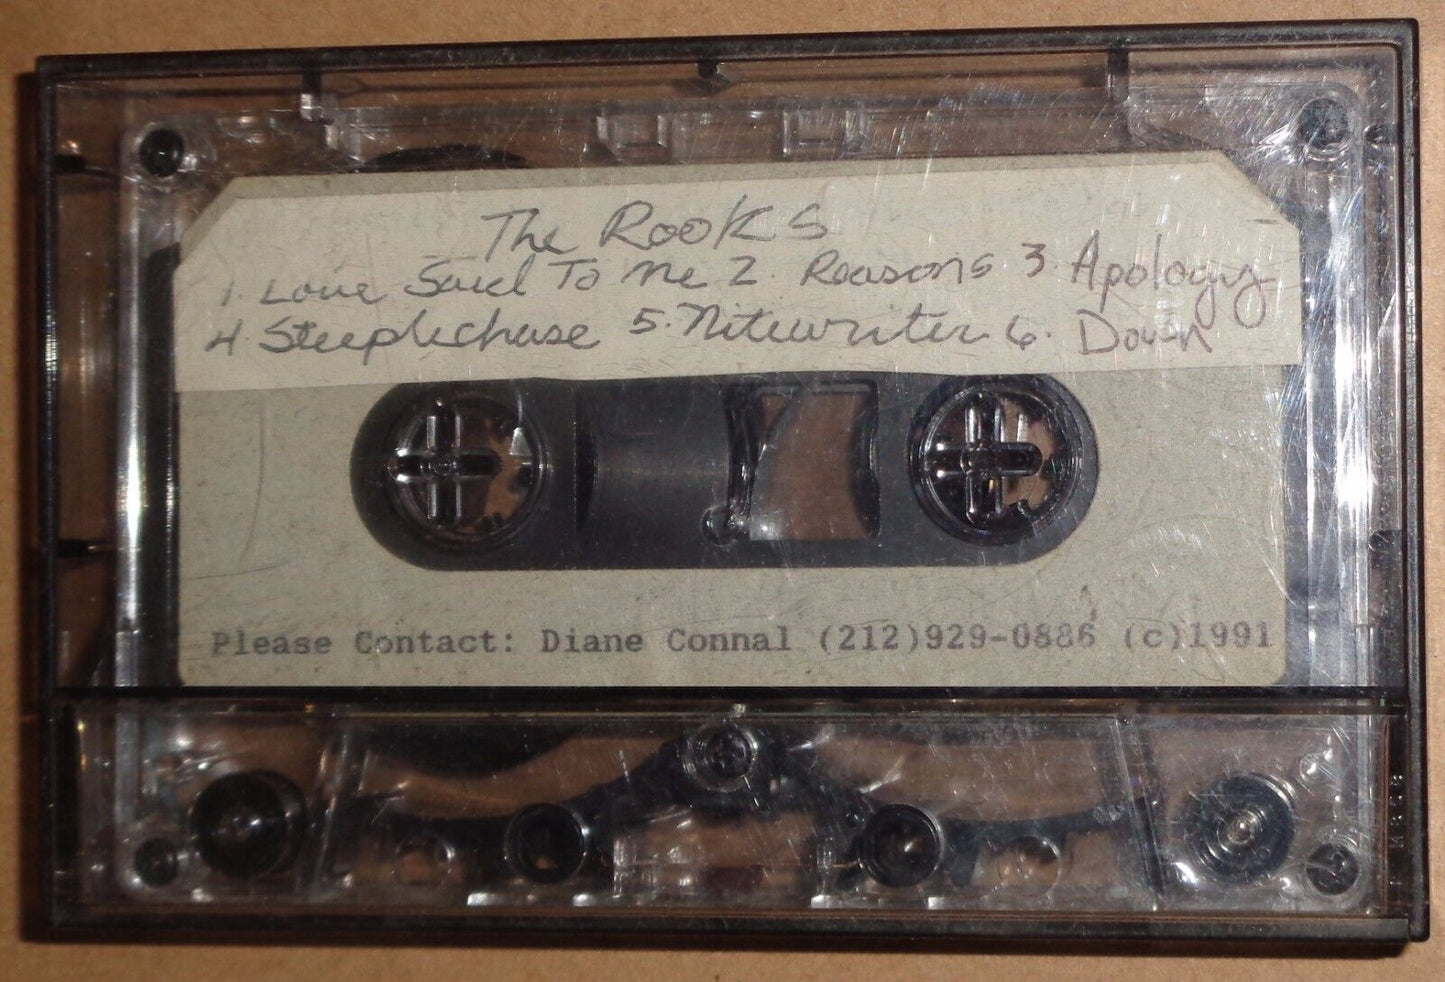 The Rooks
1. Love Said To Me 2. Reasons 3. Apology
4. Steeplechase 5. Nitewriter 6. Down
Please Contact: Diane Connal (212)929-0886 (c)1991